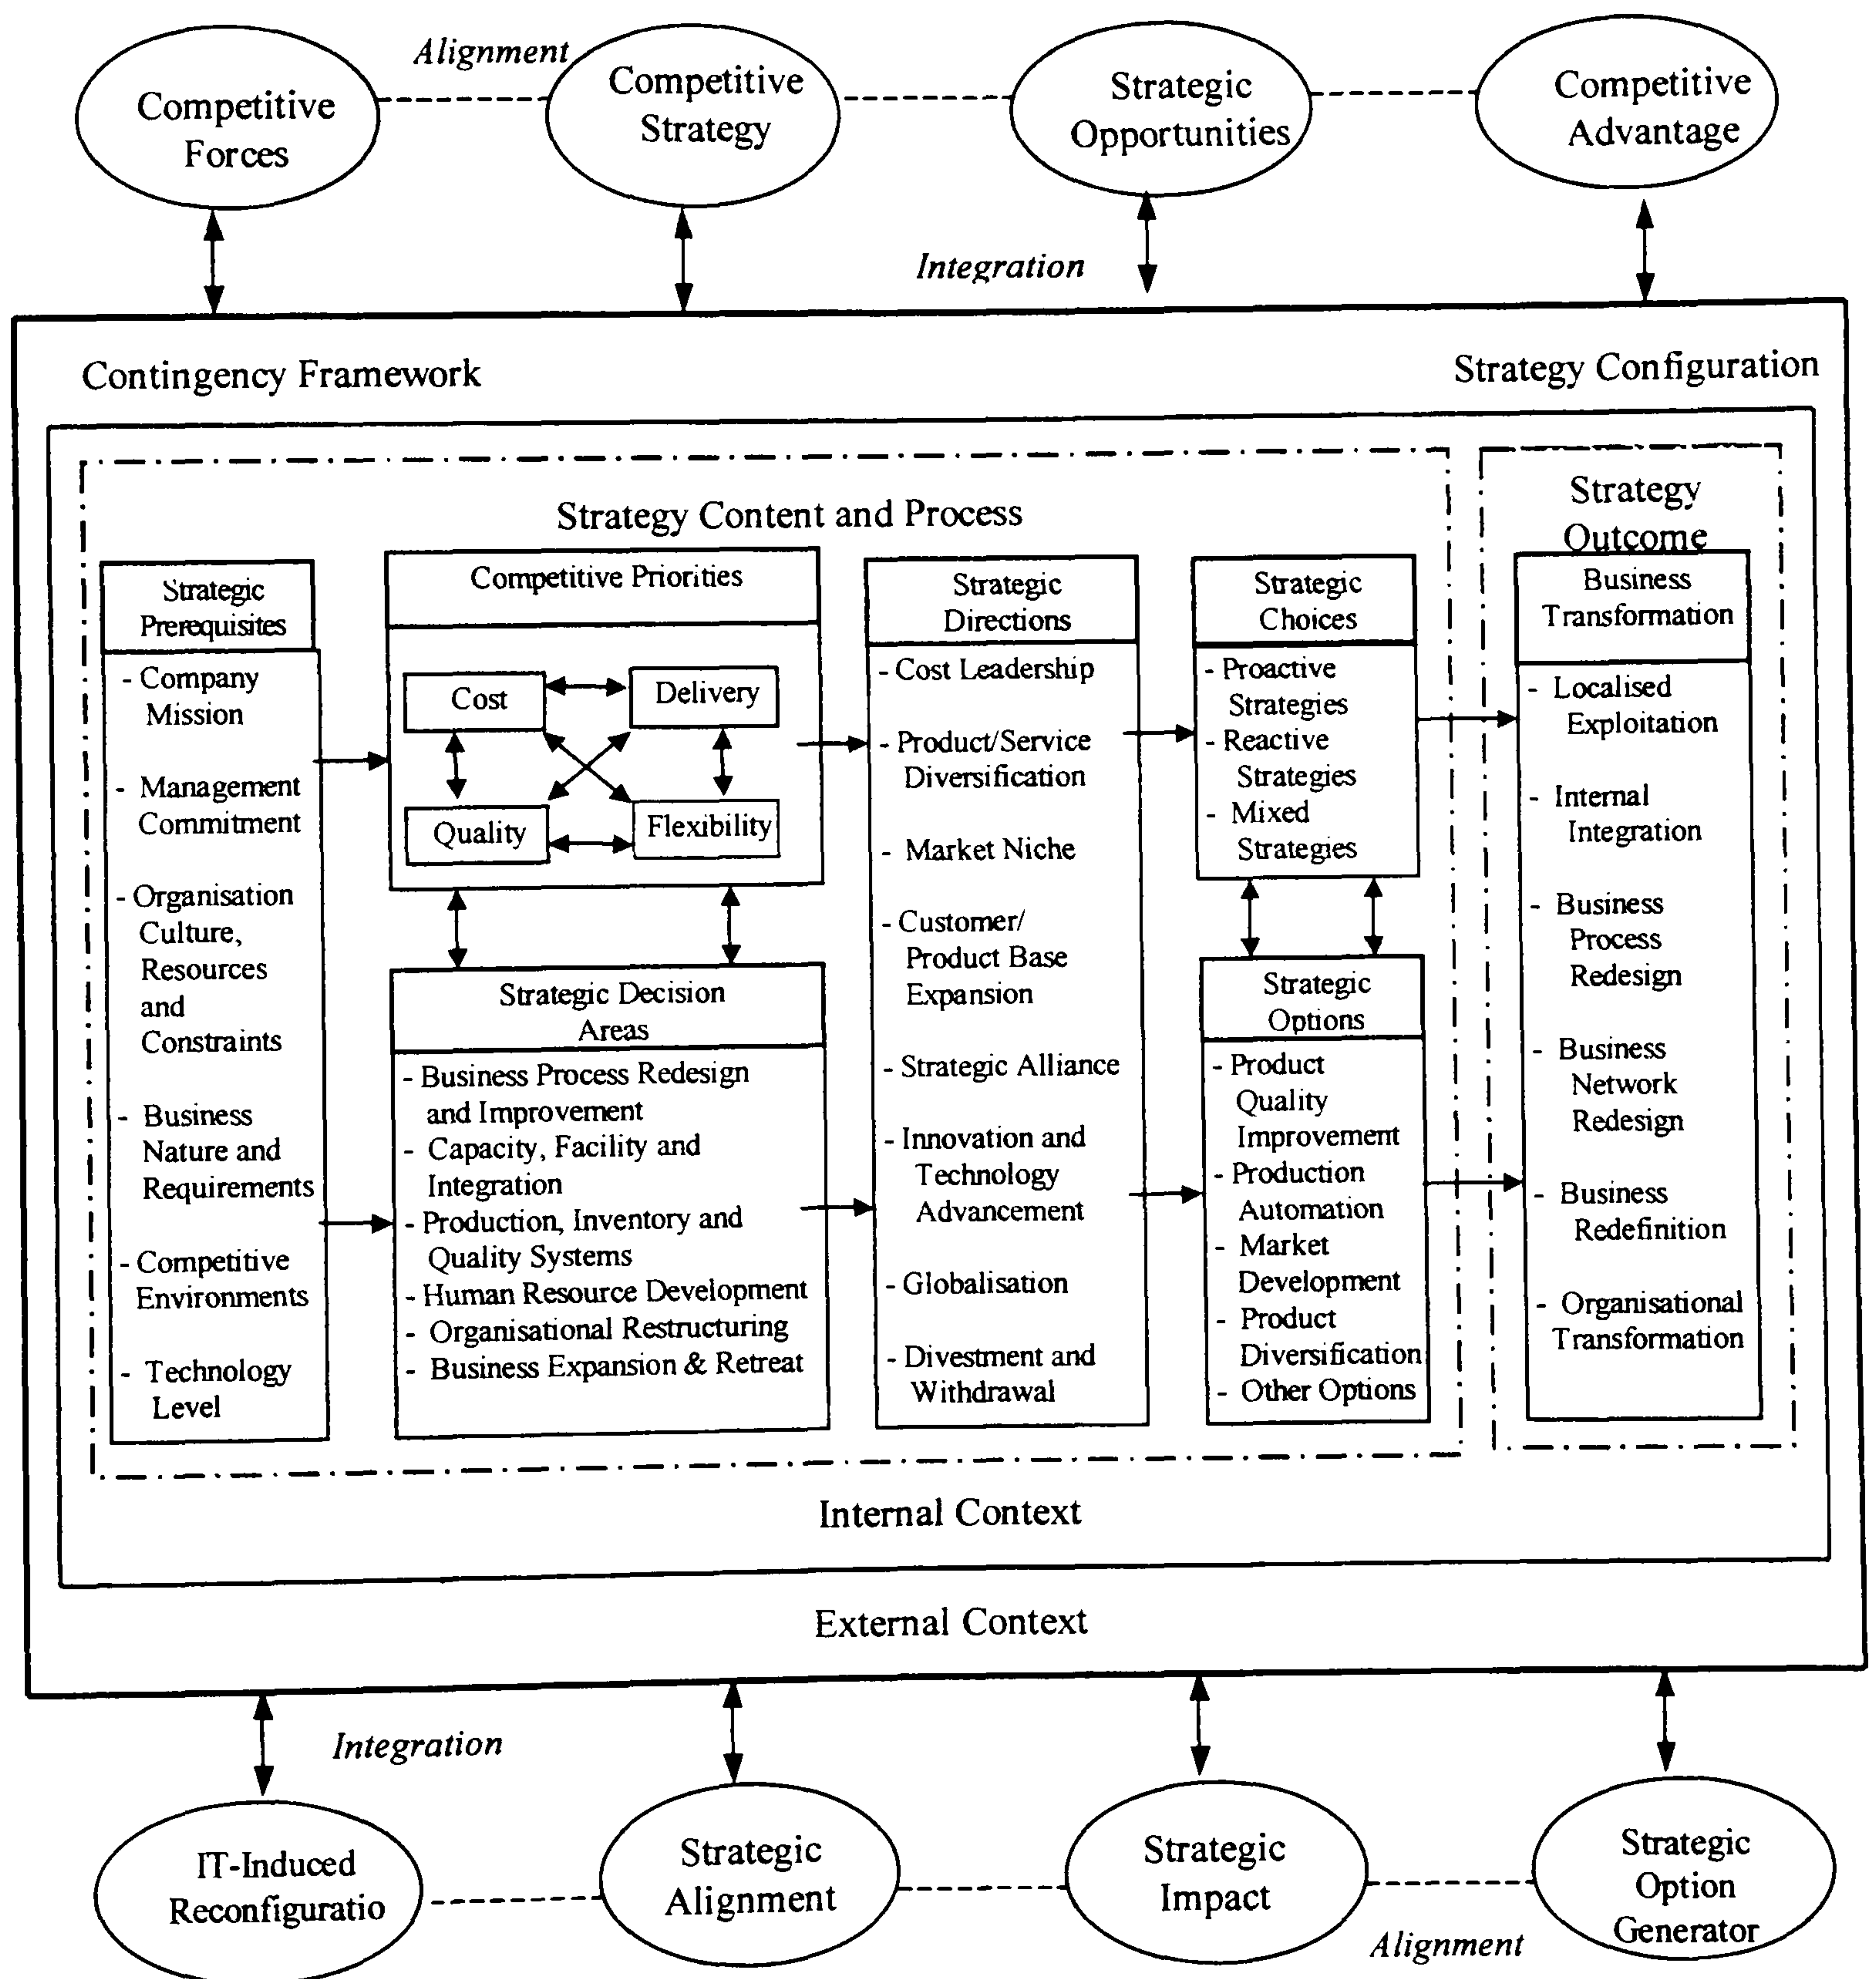 Alignment
Competitive
Forces
Competitive
Strategy
Strategic
Opportunities
Competitive
Advantage
Integration
Contingency Framework
Strategy Configuration
Strategy Content and Process
Strategy
Outcome
Strategic
Prerequisites
- Company
Mission
- Management
Commitment
- Organisation
Culture,
Resources
and
Constraints
- Business
Nature and
Requirements
- Competitive
Environments
- Technology
Level
Competitive Priorities
Cost
Delivery
Quality
Flexibility
Strategic Decision
Areas
- Business Process Redesign
and Improvement
- Capacity, Facility and
Integration
- Production, Inventory and
Quality Systems
- Human Resource Development
- Organisational Restructuring
- Business Expansion & Retreat
Strategic
Directions
- Cost Leadership
- Product/Service
Diversification
- Market Niche
- Customer/
Product Base
Expansion
- Strategic Alliance
- Innovation and
Technology
Advancement
- Globalisation
- Divestment and
Withdrawal
Strategic
Choices
- Proactive
Strategies
- Reactive
Strategies
- Mixed
Strategies
Strategic
Options
- Product
Quality
Improvement
- Production
Automation
- Market
Development
- Product
Diversification
- Other Options
Business
Transformation
- Localised
Exploitation
- Internal
Integration
- Business
Process
Redesign
- Business
Network
Redesign
- Business
Redefinition
- Organisational
Transformation
Internal Context
External Context
Integration
IT-Induced
Reconfiguratio
Strategic
Alignment
Strategic
Impact
Strategic
Option
Generator
Alignment